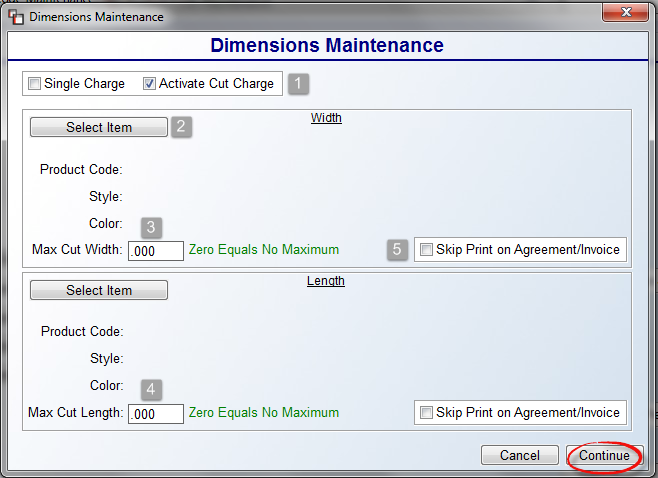 Dimensions Maintenance
Dimensions Maintenance
Single Charge Activate Cut Charge 1
Width
Select Item 2
Product Code:
Style:
Color: 3
Max Cut Width: .000 Zero Equals No Maximum 5 Skip Print on Agreement/Invoice
Length
Select Item
Product Code:
Style:
Color: 4
Max Cut Length: .000 Zero Equals No Maximum Skip Print on Agreement/Invoice
Cancel Continue